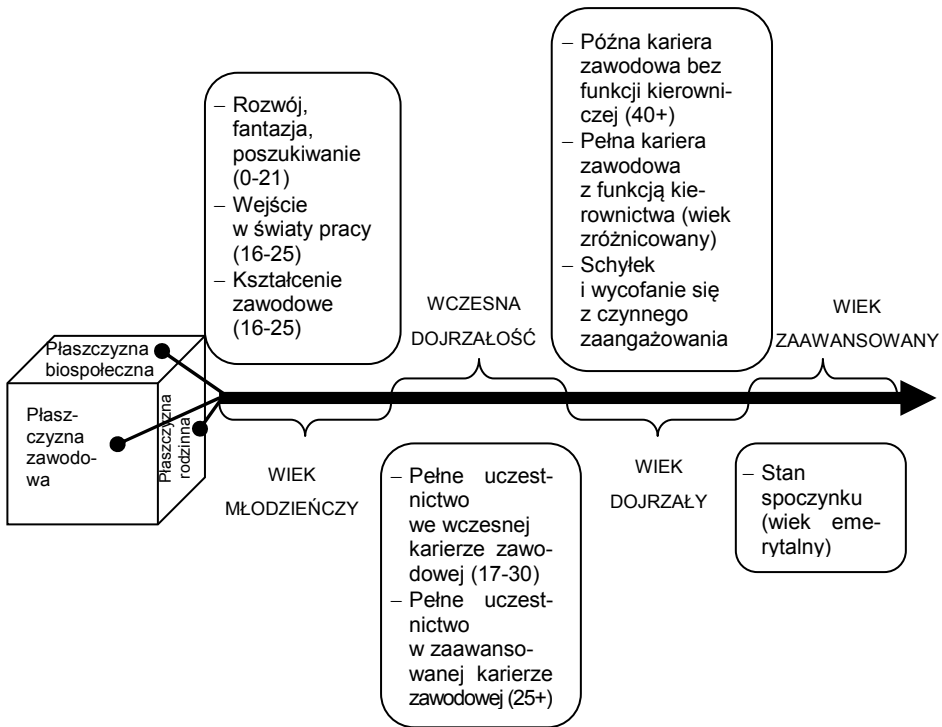 – Rozwój,
fantazja,
poszukiwanie
(0-21)
– Wejście
w światy pracy
(16-25)
– Kształcenie
zawodowe
(16-25)
– Późna kariera
zawodowa bez
funkcji kierowni-
czej (40+)
– Pełna kariera
zawodowa
z funkcją kie-
rownictwa (wiek
zróżnicowany)
– Schyłek
i wycofanie się
z czynnego
zaangażowania
WCZESNA
DOJRZAŁOŚĆ
WIEK
ZAAWANSOWANY
Płaszczyzna
biospołeczna
Płasz-
czyzna
zawodo-
wa
Płaszczyzna
rodzinna
WIEK
MŁODZIEŃCZY
– Pełne uczest-
nictwo
we wczesnej
karierze zawo-
dowej (17-30)
– Pełne uczest-
nictwo
w zaawanso-
wanej karierze
zawodowej (25+)
WIEK
DOJRZAŁY
– Stan
spoczynku
(wiek eme-
rytalny)